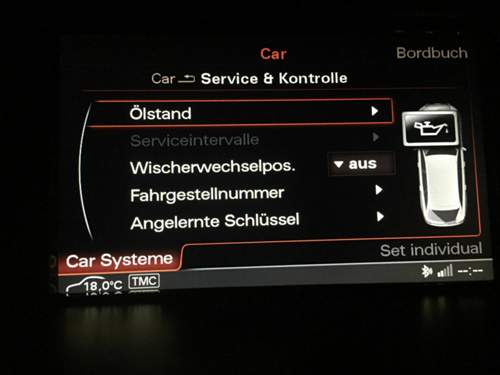 Car
Bordbuch
Car Service & Kontrolle
Ölstand
Serviceintervalle
Wischerwechselpos. aus
Fahrgestellnummer
Angelernte Schlüssel
Car Systeme
Set individual
18,0°C TMC
--:--